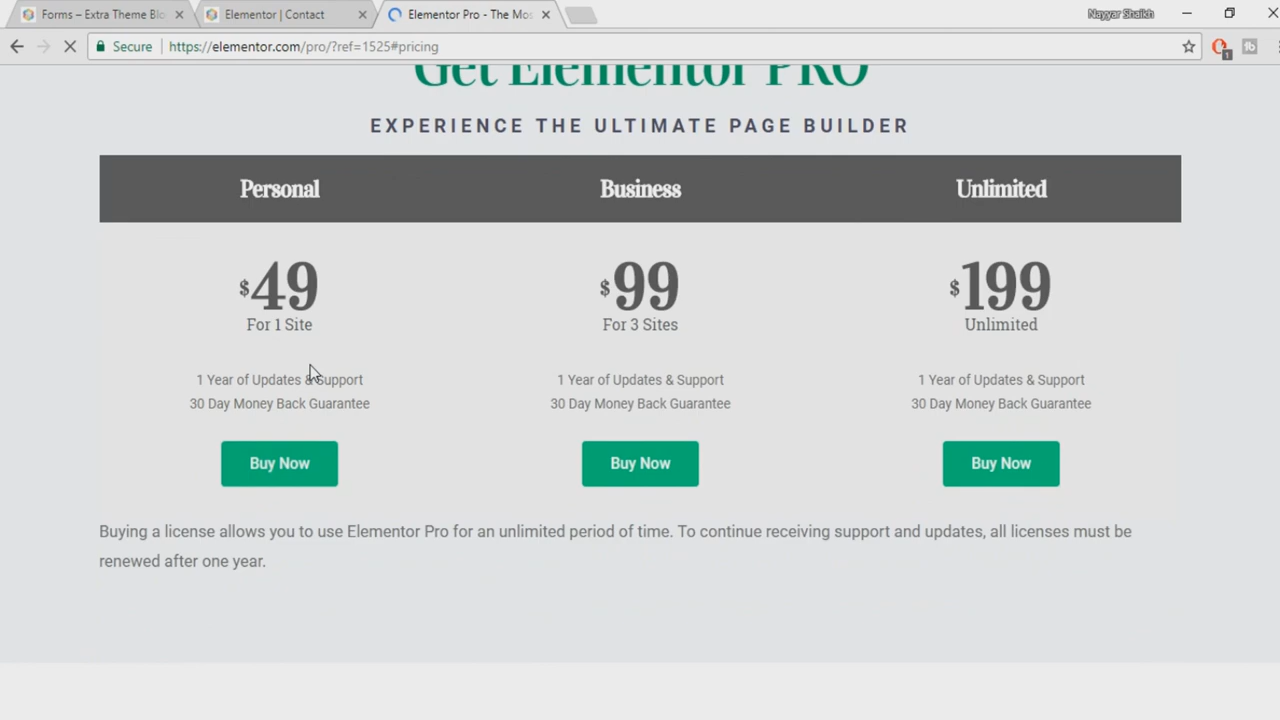 Forms – Extra Theme Blo
Elementor | Contact
Elementor Pro - The Mos
Nayyar Shaikh
Secure
https://elementor.com/pro/?ref=1525#pricing
1
Get Elementor PRO
EXPERIENCE THE ULTIMATE PAGE BUILDER
Personal
Business
Unlimited
$49
$99
$199
For 1 Site
For 3 Sites
Unlimited
1 Year of Updates & Support
1 Year of Updates & Support
1 Year of Updates & Support
30 Day Money Back Guarantee
30 Day Money Back Guarantee
30 Day Money Back Guarantee
Buy Now
Buy Now
Buy Now
Buying a license allows you to use Elementor Pro for an unlimited period of time. To continue receiving support and updates, all licenses must be
renewed after one year.